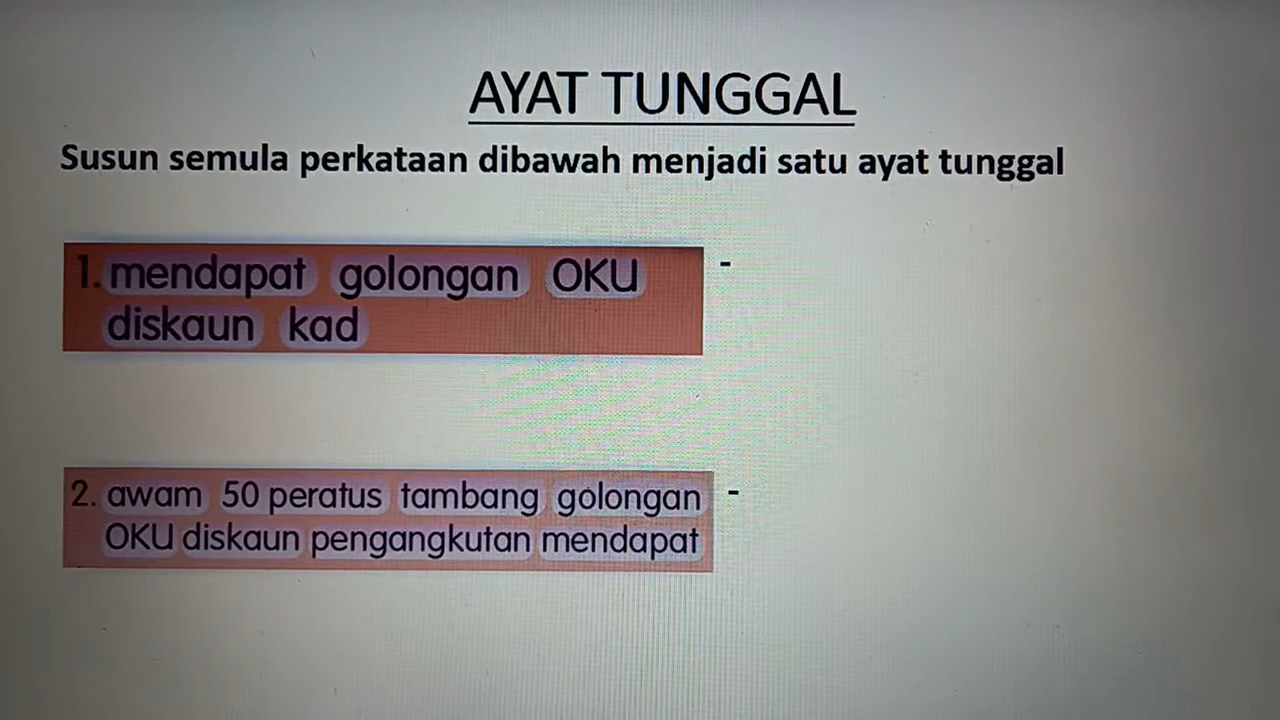 AYAT TUNGGAL
Susun semula perkataan dibawah menjadi satu ayat tunggal
1. mendapat golongan OKU -
diskaun kad
2. awam 50 peratus tambang golongan -
OKU diskaun pengangkutan mendapat